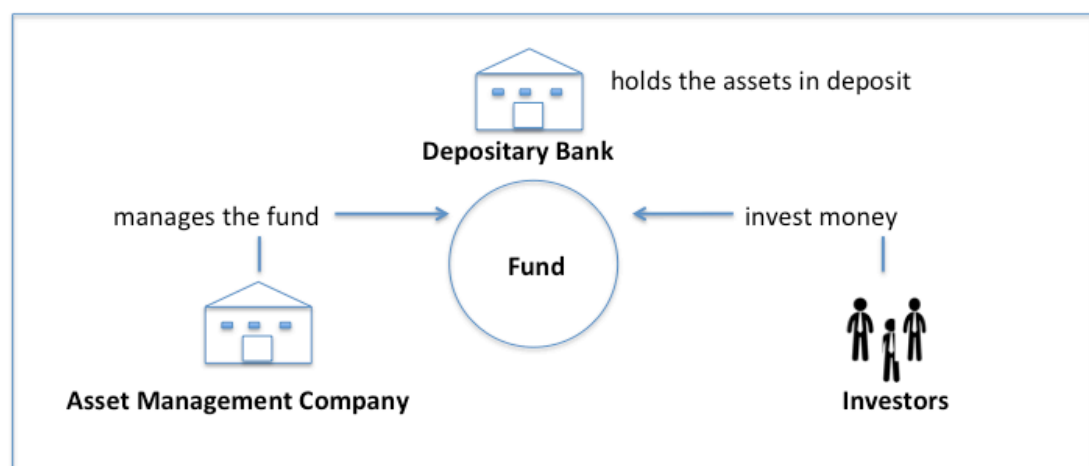 holds the assets in deposit
Depositary Bank
manages the fund
invest money
Fund
Asset Management Company
Investors